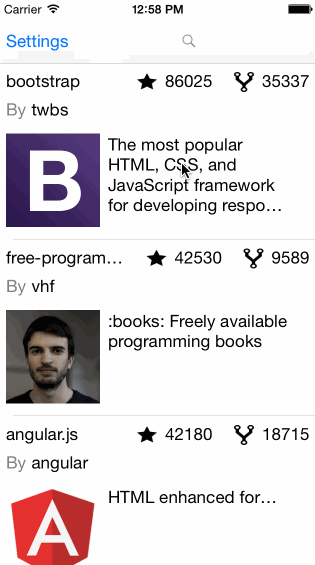 Carrier 12:58 PM
Settings
bootstrap 86025 35337
By twbs
B
The most popular
HTML, CSS, and
JavaScript framework
for developing respo…
free-program… 42530 9589
By vhf
:books: Freely available
programming books
angular.js 42180 18715
By angular
A
HTML enhanced for…